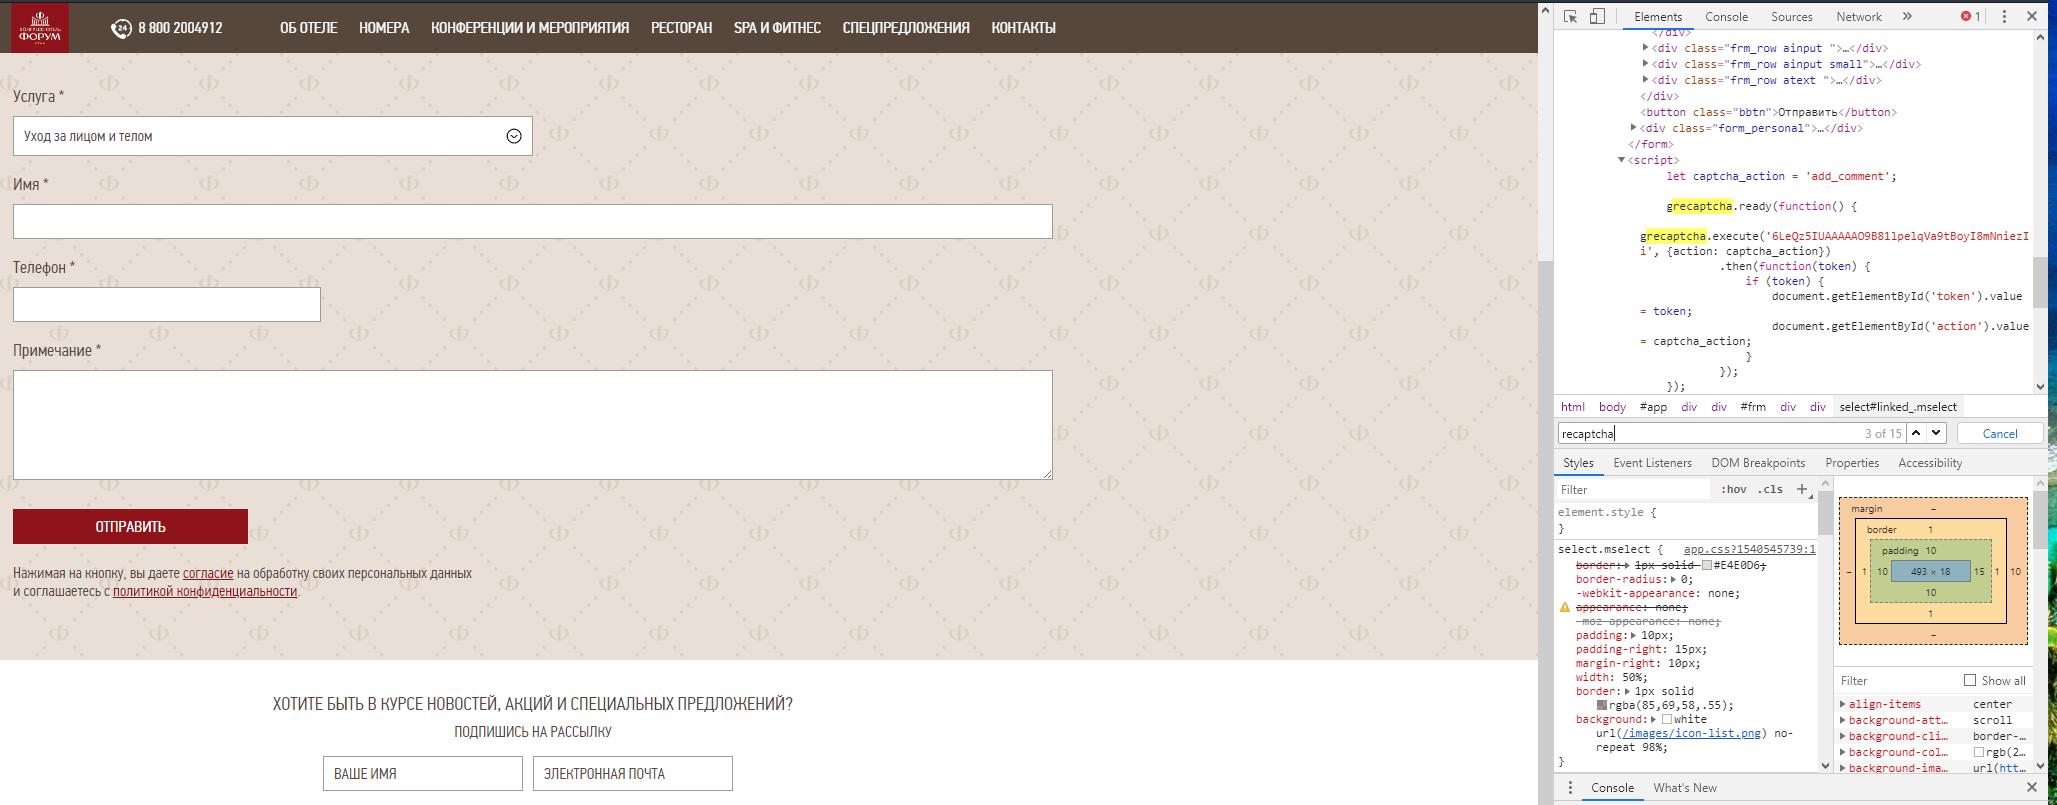 КОНГРЕСС-ОТЕЛЬ
ФОРУМ
24
8 800 2004912
ОБ ОТЕЛЕ
НОМЕРА
КОНФЕРЕНЦИИ И МЕРОПРИЯТИЯ
РЕСТОРАН
SPA И ФИТНЕС
СПЕЦПРЕДЛОЖЕНИЯ
КОНТАКТЫ
Услуга *
Уход за лицом и телом
Имя *
Телефон *
Примечание *
ОТПРАВИТЬ
Нажимая на кнопку, вы даете согласие на обработку своих персональных данных
и соглашаетесь с политикой конфиденциальности.
ХОТИТЕ БЫТЬ В КУРСЕ НОВОСТЕЙ, АКЦИЙ И СПЕЦИАЛЬНЫХ ПРЕДЛОЖЕНИЙ?
ПОДПИШИСЬ НА РАССЫЛКУ
ВАШЕ ИМЯ
ЭЛЕКТРОННАЯ ПОЧТА
Elements Console Sources Network » 1
</div>
<div class="frm_row ainput ">…</div>
<div class="frm_row ainput small">…</div>
<div class="frm_row atext ">…</div>
</div>
<button class="bbtn">Отправить</button>
<div class="form_personal">…</div>
</form>
<script>
let captcha_action = 'add_comment';
grecaptcha.ready(function() {
grecaptcha.execute('6LeQz5IUAAAAAO9B81lpelqVa9tBoyI8mNniezI
i', {action: captcha_action})
.then(function(token) {
if (token) {
document.getElementById('token').value
= token;
document.getElementById('action').value
= captcha_action;
}
});
});
html body #app div div #frm div div select#linked_.mselect
recaptcha 3 of 15 Cancel
Styles Event Listeners DOM Breakpoints Properties Accessibility
Filter :hov .cls +
element.style {
}
select.mselect { app.css?1540545739:1
border: 1px solid #E4E0D6;
border-radius: 0;
-webkit-appearance: none;
appearance: none;
-moz-appearance: none;
padding: 10px;
padding-right: 15px;
margin-right: 10px;
width: 50%;
border: 1px solid
rgba(85,69,58,.55);
background: white
url(/images/icon-list.png) no-
repeat 98%;
}
margin –
border 1
padding 10
– 1 10 493 × 18 15 1 10
10
1
–
Filter Show all
align-items center
background-att… scroll
background-cli… border-…
background-col… rgb(2…
background-ima… url(htt…
Console What's New